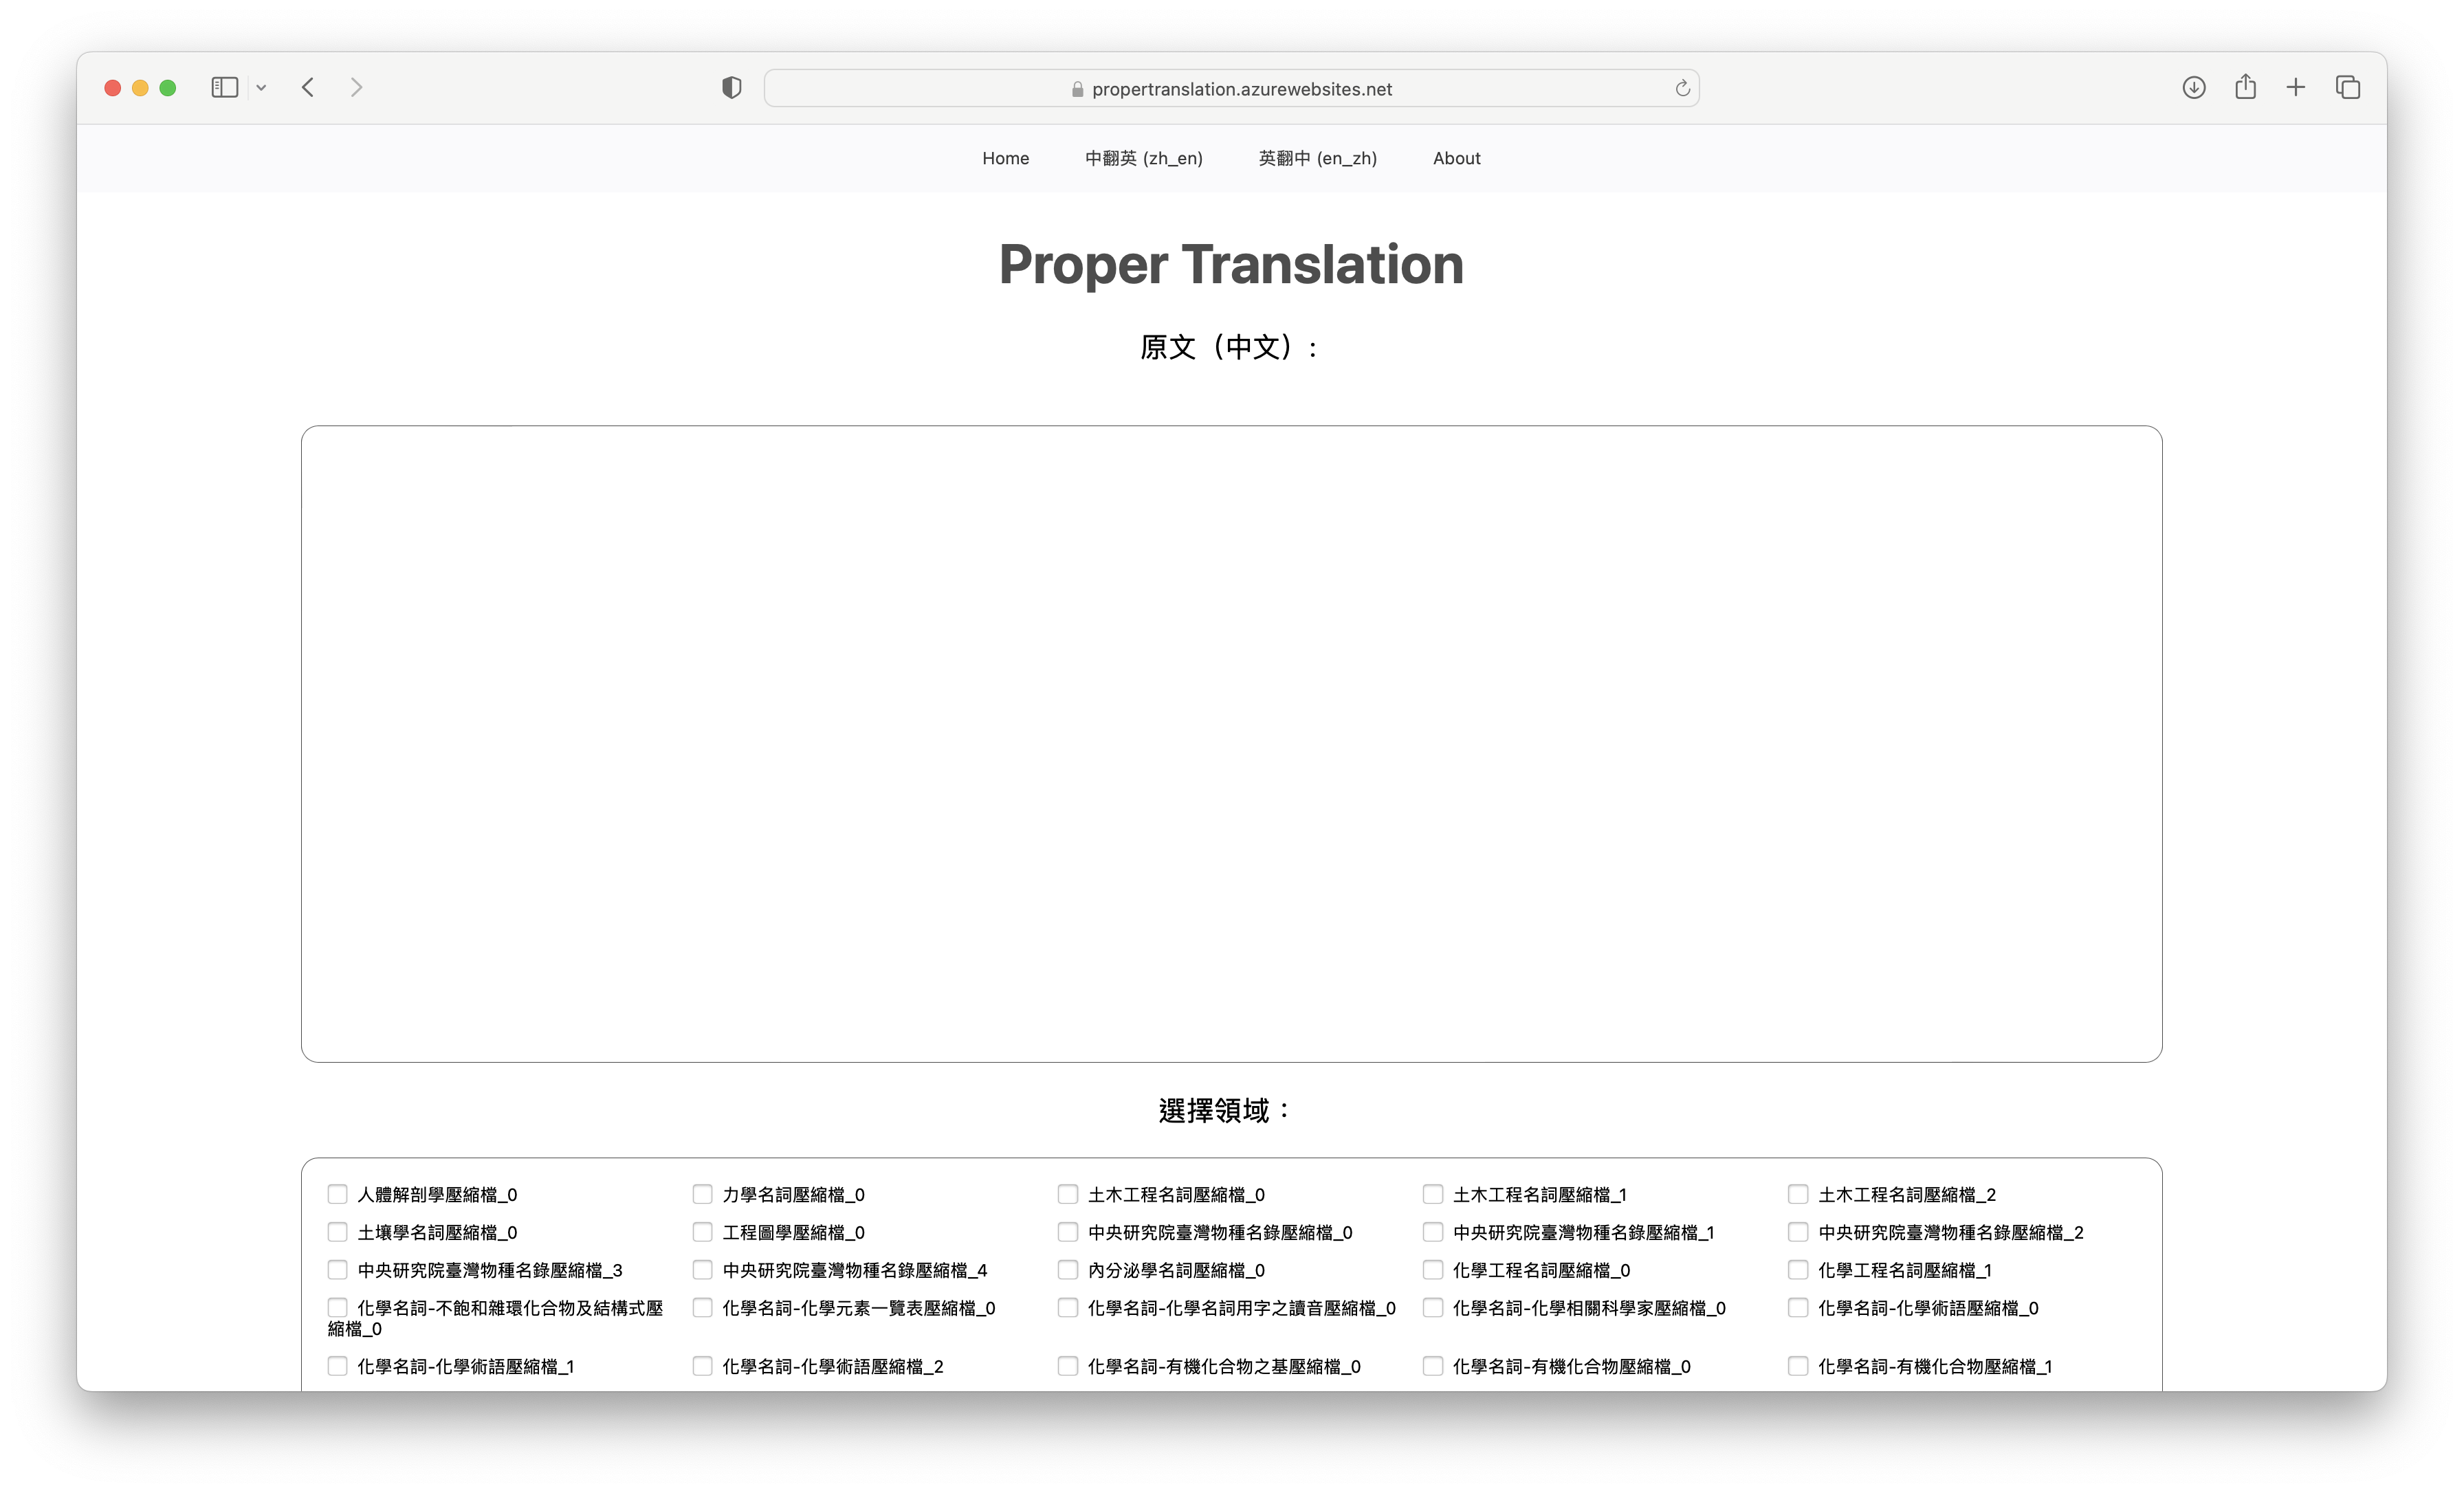 propertranslation.azurewebsites.net
Home 中翻英 (zh_en) 英翻中 (en_zh) About
Proper Translation
原文（中文）:
選擇領域：
人體解剖學壓縮檔_0 力學名詞壓縮檔_0 土木工程名詞壓縮檔_0 土木工程名詞壓縮檔_1 土木工程名詞壓縮檔_2
土壤學名詞壓縮檔_0 工程圖學壓縮檔_0 中央研究院臺灣物種名錄壓縮檔_0 中央研究院臺灣物種名錄壓縮檔_1 中央研究院臺灣物種名錄壓縮檔_2
中央研究院臺灣物種名錄壓縮檔_3 中央研究院臺灣物種名錄壓縮檔_4 內分泌學名詞壓縮檔_0 化學工程名詞壓縮檔_0 化學工程名詞壓縮檔_1
化學名詞-不飽和雜環化合物及結構式壓 化學名詞-化學元素一覽表壓縮檔_0 化學名詞-化學名詞用字之讀音壓縮檔_0 化學名詞-化學相關科學家壓縮檔_0 化學名詞-化學術語壓縮檔_0
縮檔_0
化學名詞-化學術語壓縮檔_1 化學名詞-化學術語壓縮檔_2 化學名詞-有機化合物之基壓縮檔_0 化學名詞-有機化合物壓縮檔_0 化學名詞-有機化合物壓縮檔_1